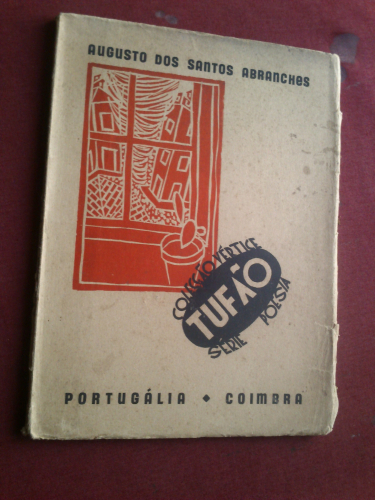 AUGUSTO DOS SANTOS ABRANCHES
COLECÇÃO VÉRTICE
TUFÃO
SÉRIE POESIA
PORTUGÁLIA ◆ COIMBRA